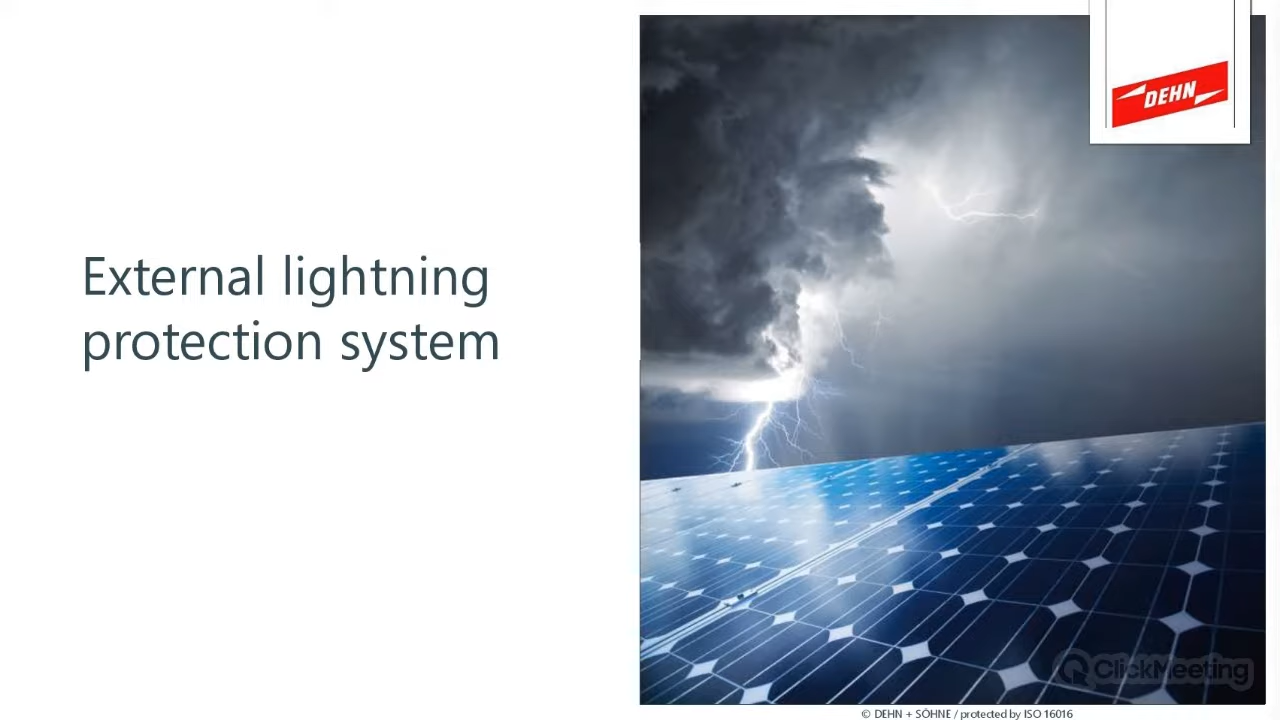 DEHN
External lightning
protection system
ClickMeeting
© DEHN + SÖHNE / protected by ISO 16016